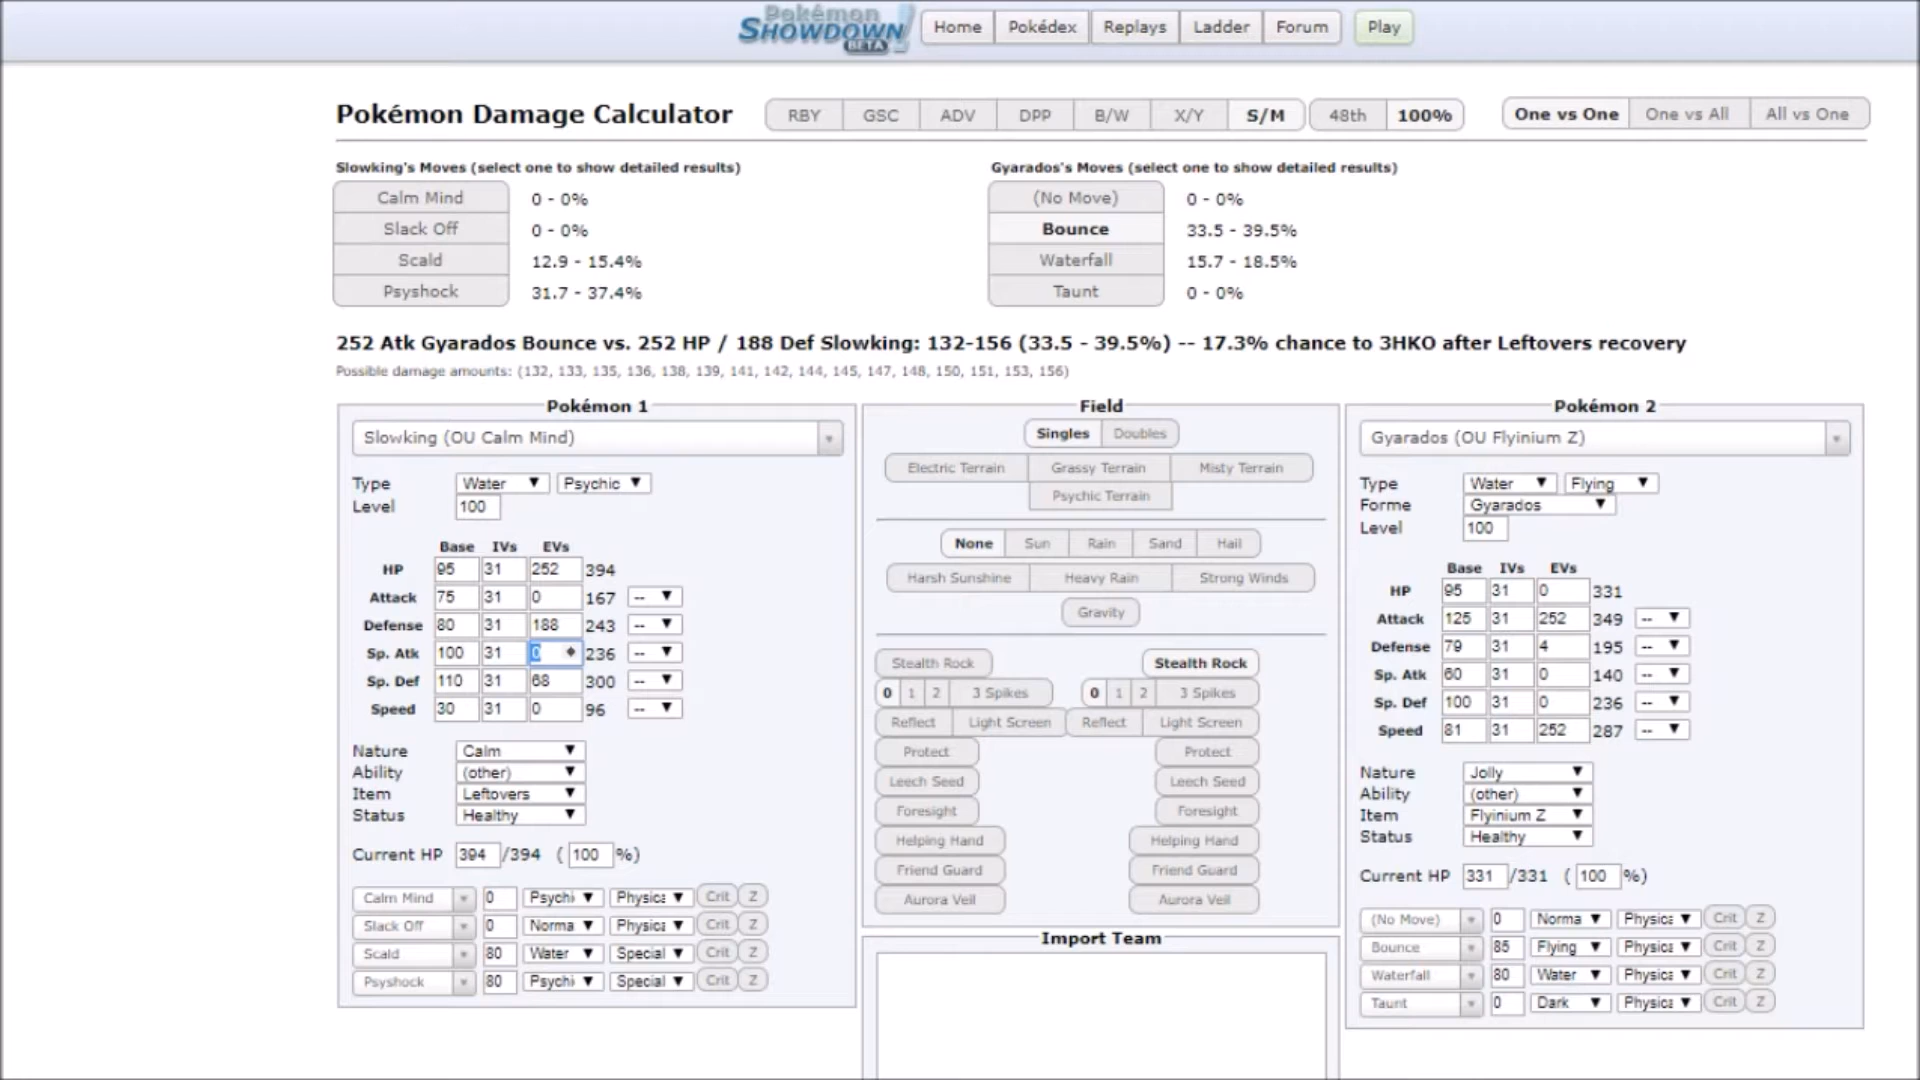 Pokémon
SHOWDOWN!
BETA
Home Pokédex Replays Ladder Forum Play
Pokémon Damage Calculator RBY GSC ADV DPP B/W X/Y S/M 48th 100% One vs One One vs All All vs One
Slowking's Moves (select one to show detailed results)
Calm Mind 0 - 0%
Slack Off 0 - 0%
Scald 12.9 - 15.4%
Psyshock 31.7 - 37.4%
Gyarados's Moves (select one to show detailed results)
(No Move) 0 - 0%
Bounce 33.5 - 39.5%
Waterfall 15.7 - 18.5%
Taunt 0 - 0%
252 Atk Gyarados Bounce vs. 252 HP / 188 Def Slowking: 132-156 (33.5 - 39.5%) -- 17.3% chance to 3HKO after Leftovers recovery
Possible damage amounts: (132, 133, 135, 136, 138, 139, 141, 142, 144, 145, 147, 148, 150, 151, 153, 156)
Pokémon 1
Slowking (OU Calm Mind)
Type Water Psychic
Level 100
Base IVs EVs
HP 95 31 252 394
Attack 75 31 0 167 --
Defense 80 31 188 243 --
Sp. Atk 100 31 0 236 --
Sp. Def 110 31 68 300 --
Speed 30 31 0 96 --
Nature Calm
Ability (other)
Item Leftovers
Status Healthy
Current HP 394 /394 ( 100 %)
Calm Mind 0 Psychi Physica Crit Z
Slack Off 0 Norma Physica Crit Z
Scald 80 Water Special Crit Z
Psyshock 80 Psychi Special Crit Z
Field
Singles Doubles
Electric Terrain Grassy Terrain Misty Terrain
Psychic Terrain
None Sun Rain Sand Hail
Harsh Sunshine Heavy Rain Strong Winds
Gravity
Stealth Rock Stealth Rock
0 1 2 3 Spikes 0 1 2 3 Spikes
Reflect Light Screen Reflect Light Screen
Protect Protect
Leech Seed Leech Seed
Foresight Foresight
Helping Hand Helping Hand
Friend Guard Friend Guard
Aurora Veil Aurora Veil
Import Team
Pokémon 2
Gyarados (OU Flyinium Z)
Type Water Flying
Forme Gyarados
Level 100
Base IVs EVs
HP 95 31 0 331
Attack 125 31 252 349 --
Defense 79 31 4 195 --
Sp. Atk 60 31 0 140 --
Sp. Def 100 31 0 236 --
Speed 81 31 252 287 --
Nature Jolly
Ability (other)
Item Flyinium Z
Status Healthy
Current HP 331 /331 ( 100 %)
(No Move) 0 Norma Physica Crit Z
Bounce 85 Flying Physica Crit Z
Waterfall 80 Water Physica Crit Z
Taunt 0 Dark Physica Crit Z